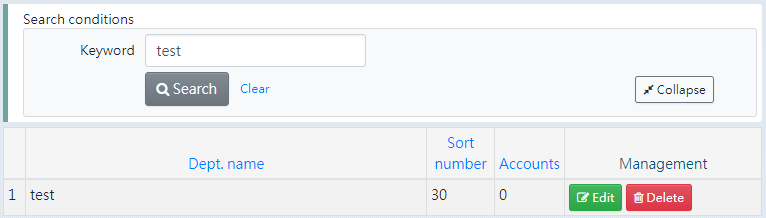 Search conditions
Keyword test
Search Clear Collapse
Dept. name Sort number Accounts Management
1 test 30 0 Edit Delete